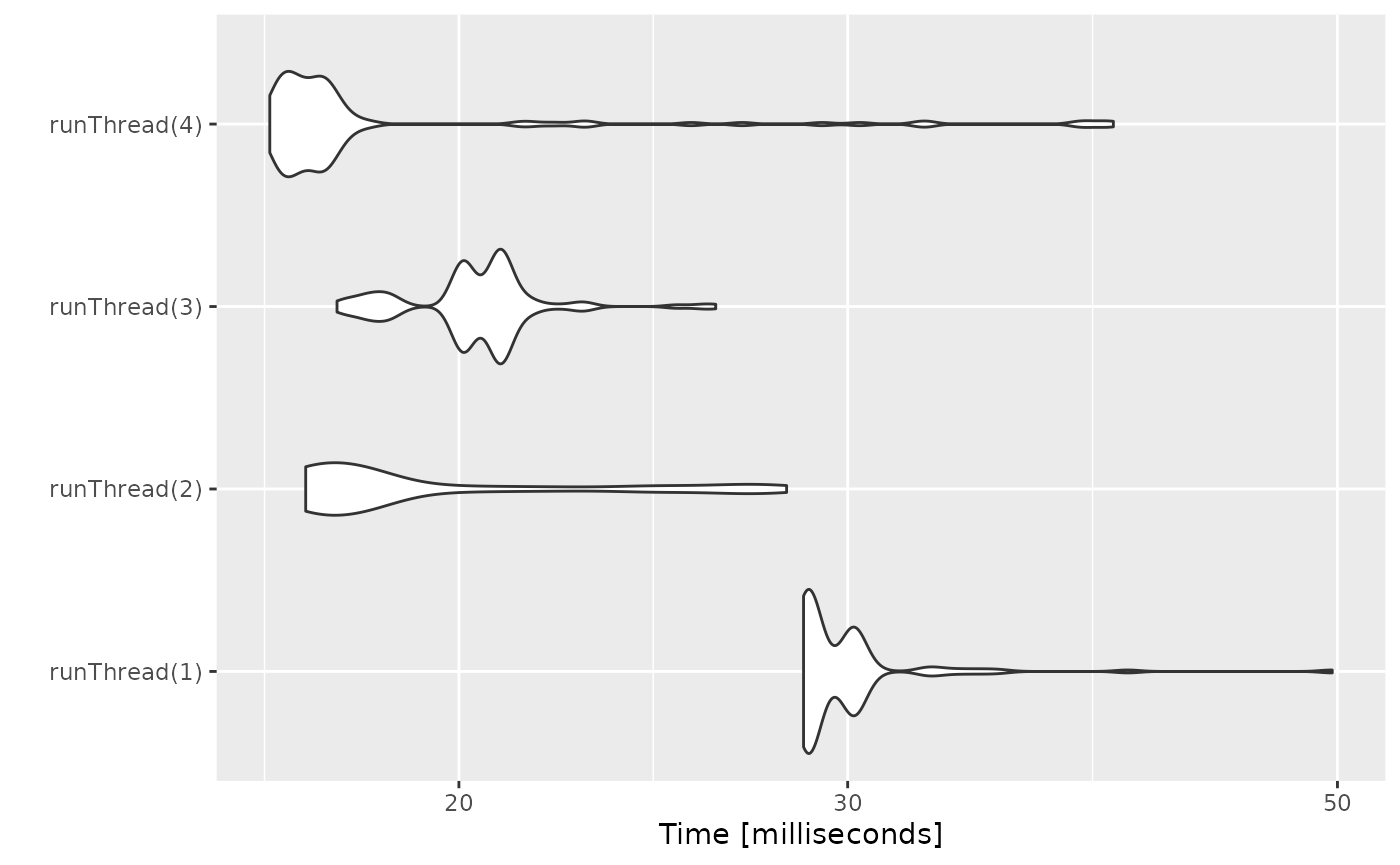 runThread(4)
runThread(3)
runThread(2)
runThread(1)
20 30 50
Time [milliseconds]